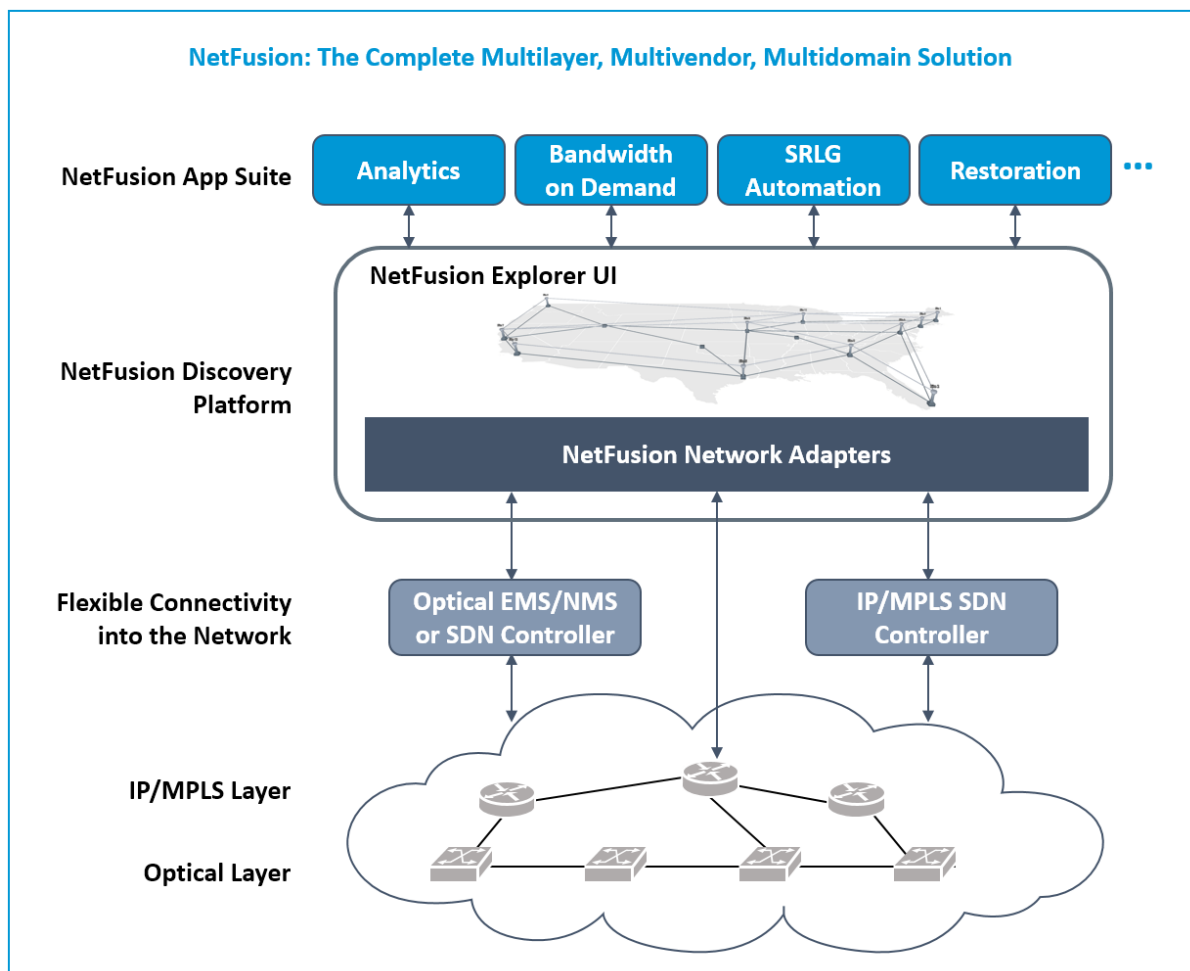 NetFusion: The Complete Multilayer, Multivendor, Multidomain Solution
NetFusion App Suite
Analytics
Bandwidth
on Demand
SRLG
Automation
Restoration
...
NetFusion Explorer UI
NetFusion Discovery
Platform
NetFusion Network Adapters
Flexible Connectivity
into the Network
Optical EMS/NMS
or SDN Controller
IP/MPLS SDN
Controller
IP/MPLS Layer
Optical Layer